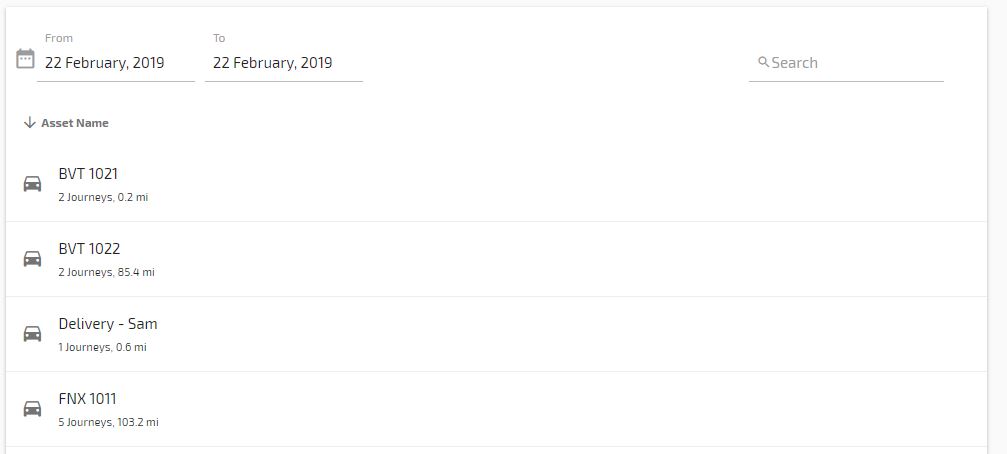 From
To
22 February, 2019
22 February, 2019
Search
Asset Name
BVT 1021
2 Journeys, 0.2 mi
BVT 1022
2 Journeys, 85.4 mi
Delivery - Sam
1 Journeys, 0.6 mi
FNX 1011
5 Journeys, 103.2 mi